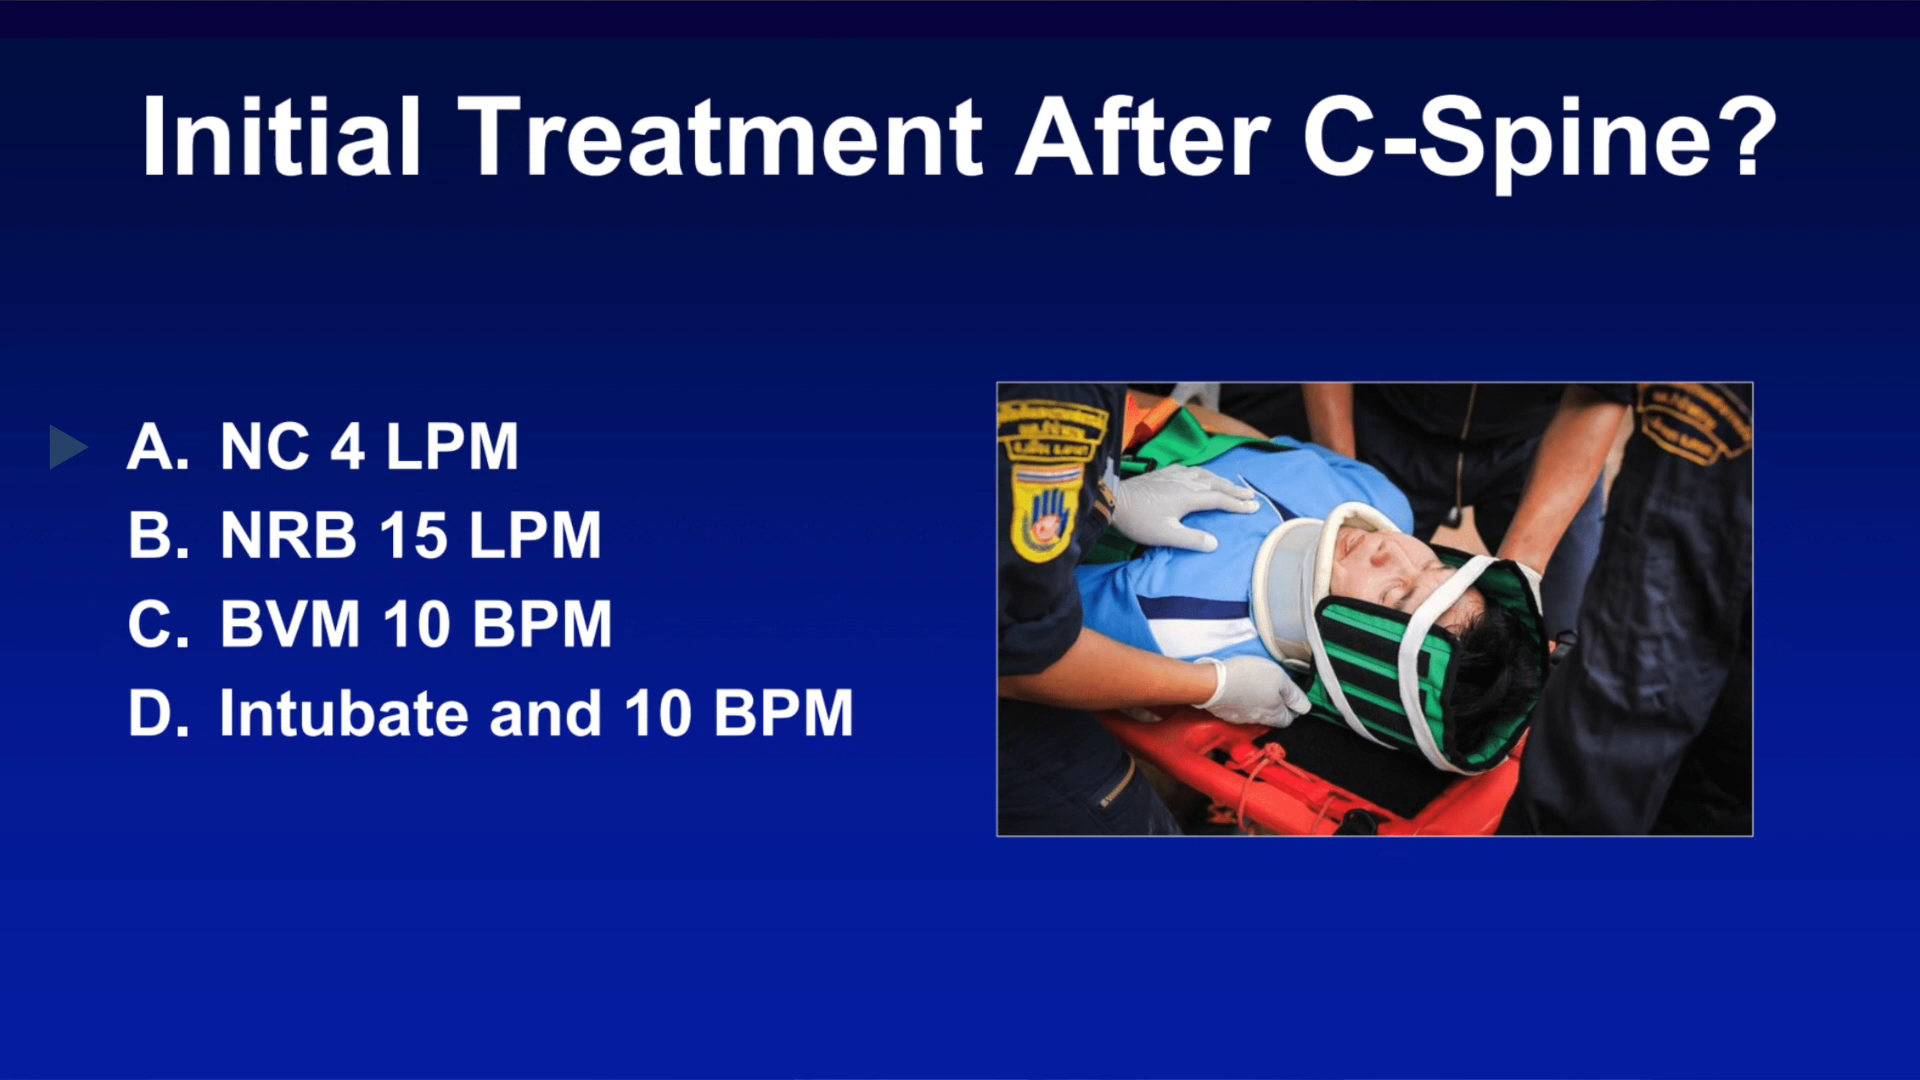 Initial Treatment After C-Spine?
A. NC 4 LPM
B. NRB 15 LPM
C. BVM 10 BPM
D. Intubate and 10 BPM